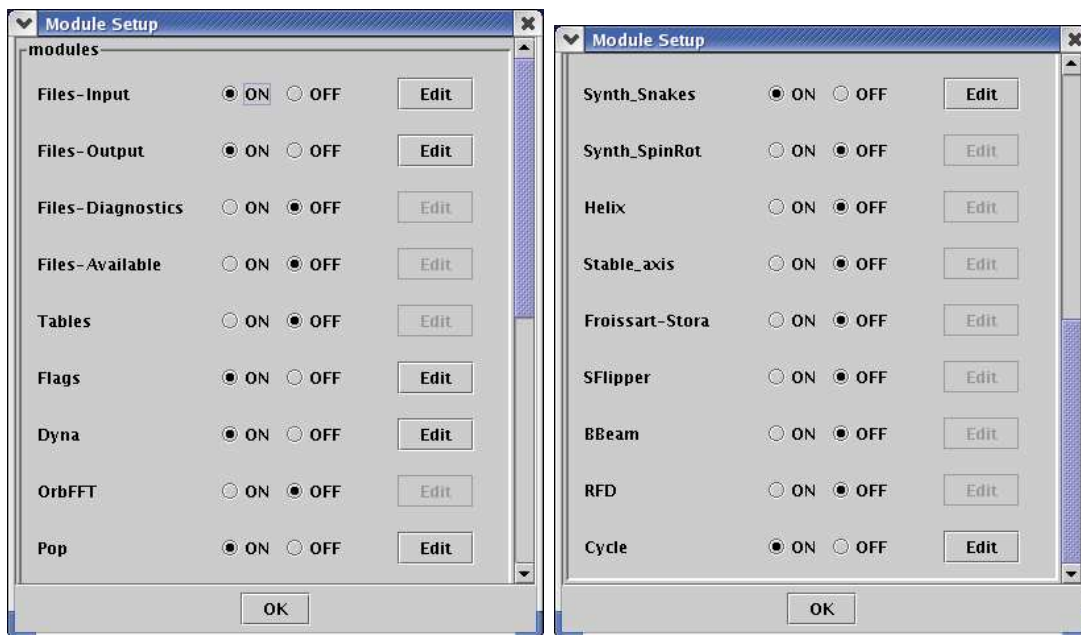 Module Setup
modules
Files-Input ON OFF Edit
Files-Output ON OFF Edit
Files-Diagnostics ON OFF Edit
Files-Available ON OFF Edit
Tables ON OFF Edit
Flags ON OFF Edit
Dyna ON OFF Edit
OrbFFT ON OFF Edit
Pop ON OFF Edit
OK
Module Setup
Synth_Snakes ON OFF Edit
Synth_SpinRot ON OFF Edit
Helix ON OFF Edit
Stable_axis ON OFF Edit
Froissart-Stora ON OFF Edit
SFlipper ON OFF Edit
BBeam ON OFF Edit
RFD ON OFF Edit
Cycle ON OFF Edit
OK